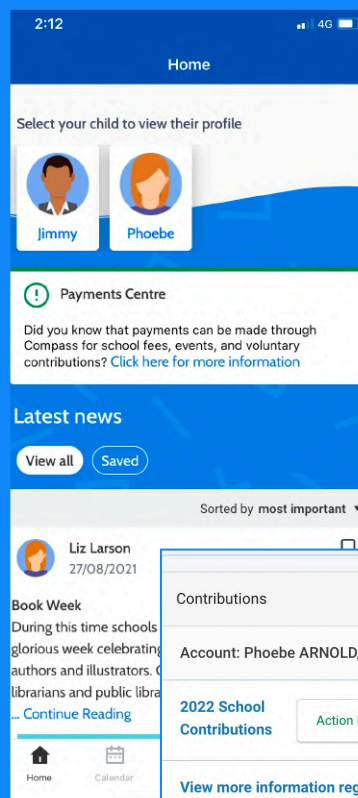 2:12
4G
Home
Select your child to view their profile
Jimmy
Phoebe
Payments Centre
Did you know that payments can be made through
Compass for school fees, events, and voluntary
contributions? Click here for more information
Latest news
View all
Saved
Sorted by most important
Liz Larson
27/08/2021
Book Week
During this time schools
glorious week celebrating
authors and illustrators.
librarians and public libra
... Continue Reading
Home
Calendar
Contributions
Account: Phoebe ARNOLD,
2022 School
Contributions
Action
View more information reg